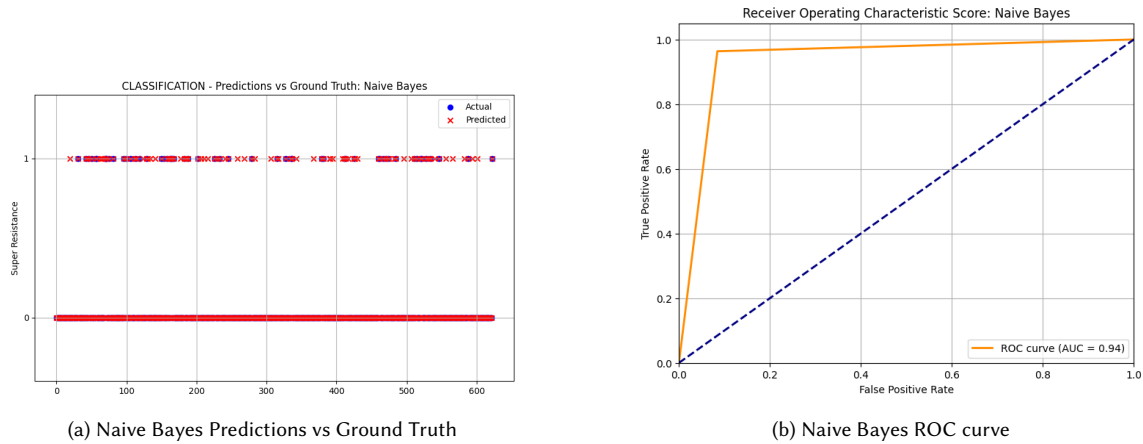 CLASSIFICATION - Predictions vs Ground Truth: Naive Bayes
Actual
Predicted
Super Resistance
1
0
0 100 200 300 400 500 600
(a) Naive Bayes Predictions vs Ground Truth
Receiver Operating Characteristic Score: Naive Bayes
True Positive Rate
1.0
0.8
0.6
0.4
0.2
0.0
0.0 0.2 0.4 0.6 0.8 1.0
False Positive Rate
ROC curve (AUC = 0.94)
(b) Naive Bayes ROC curve